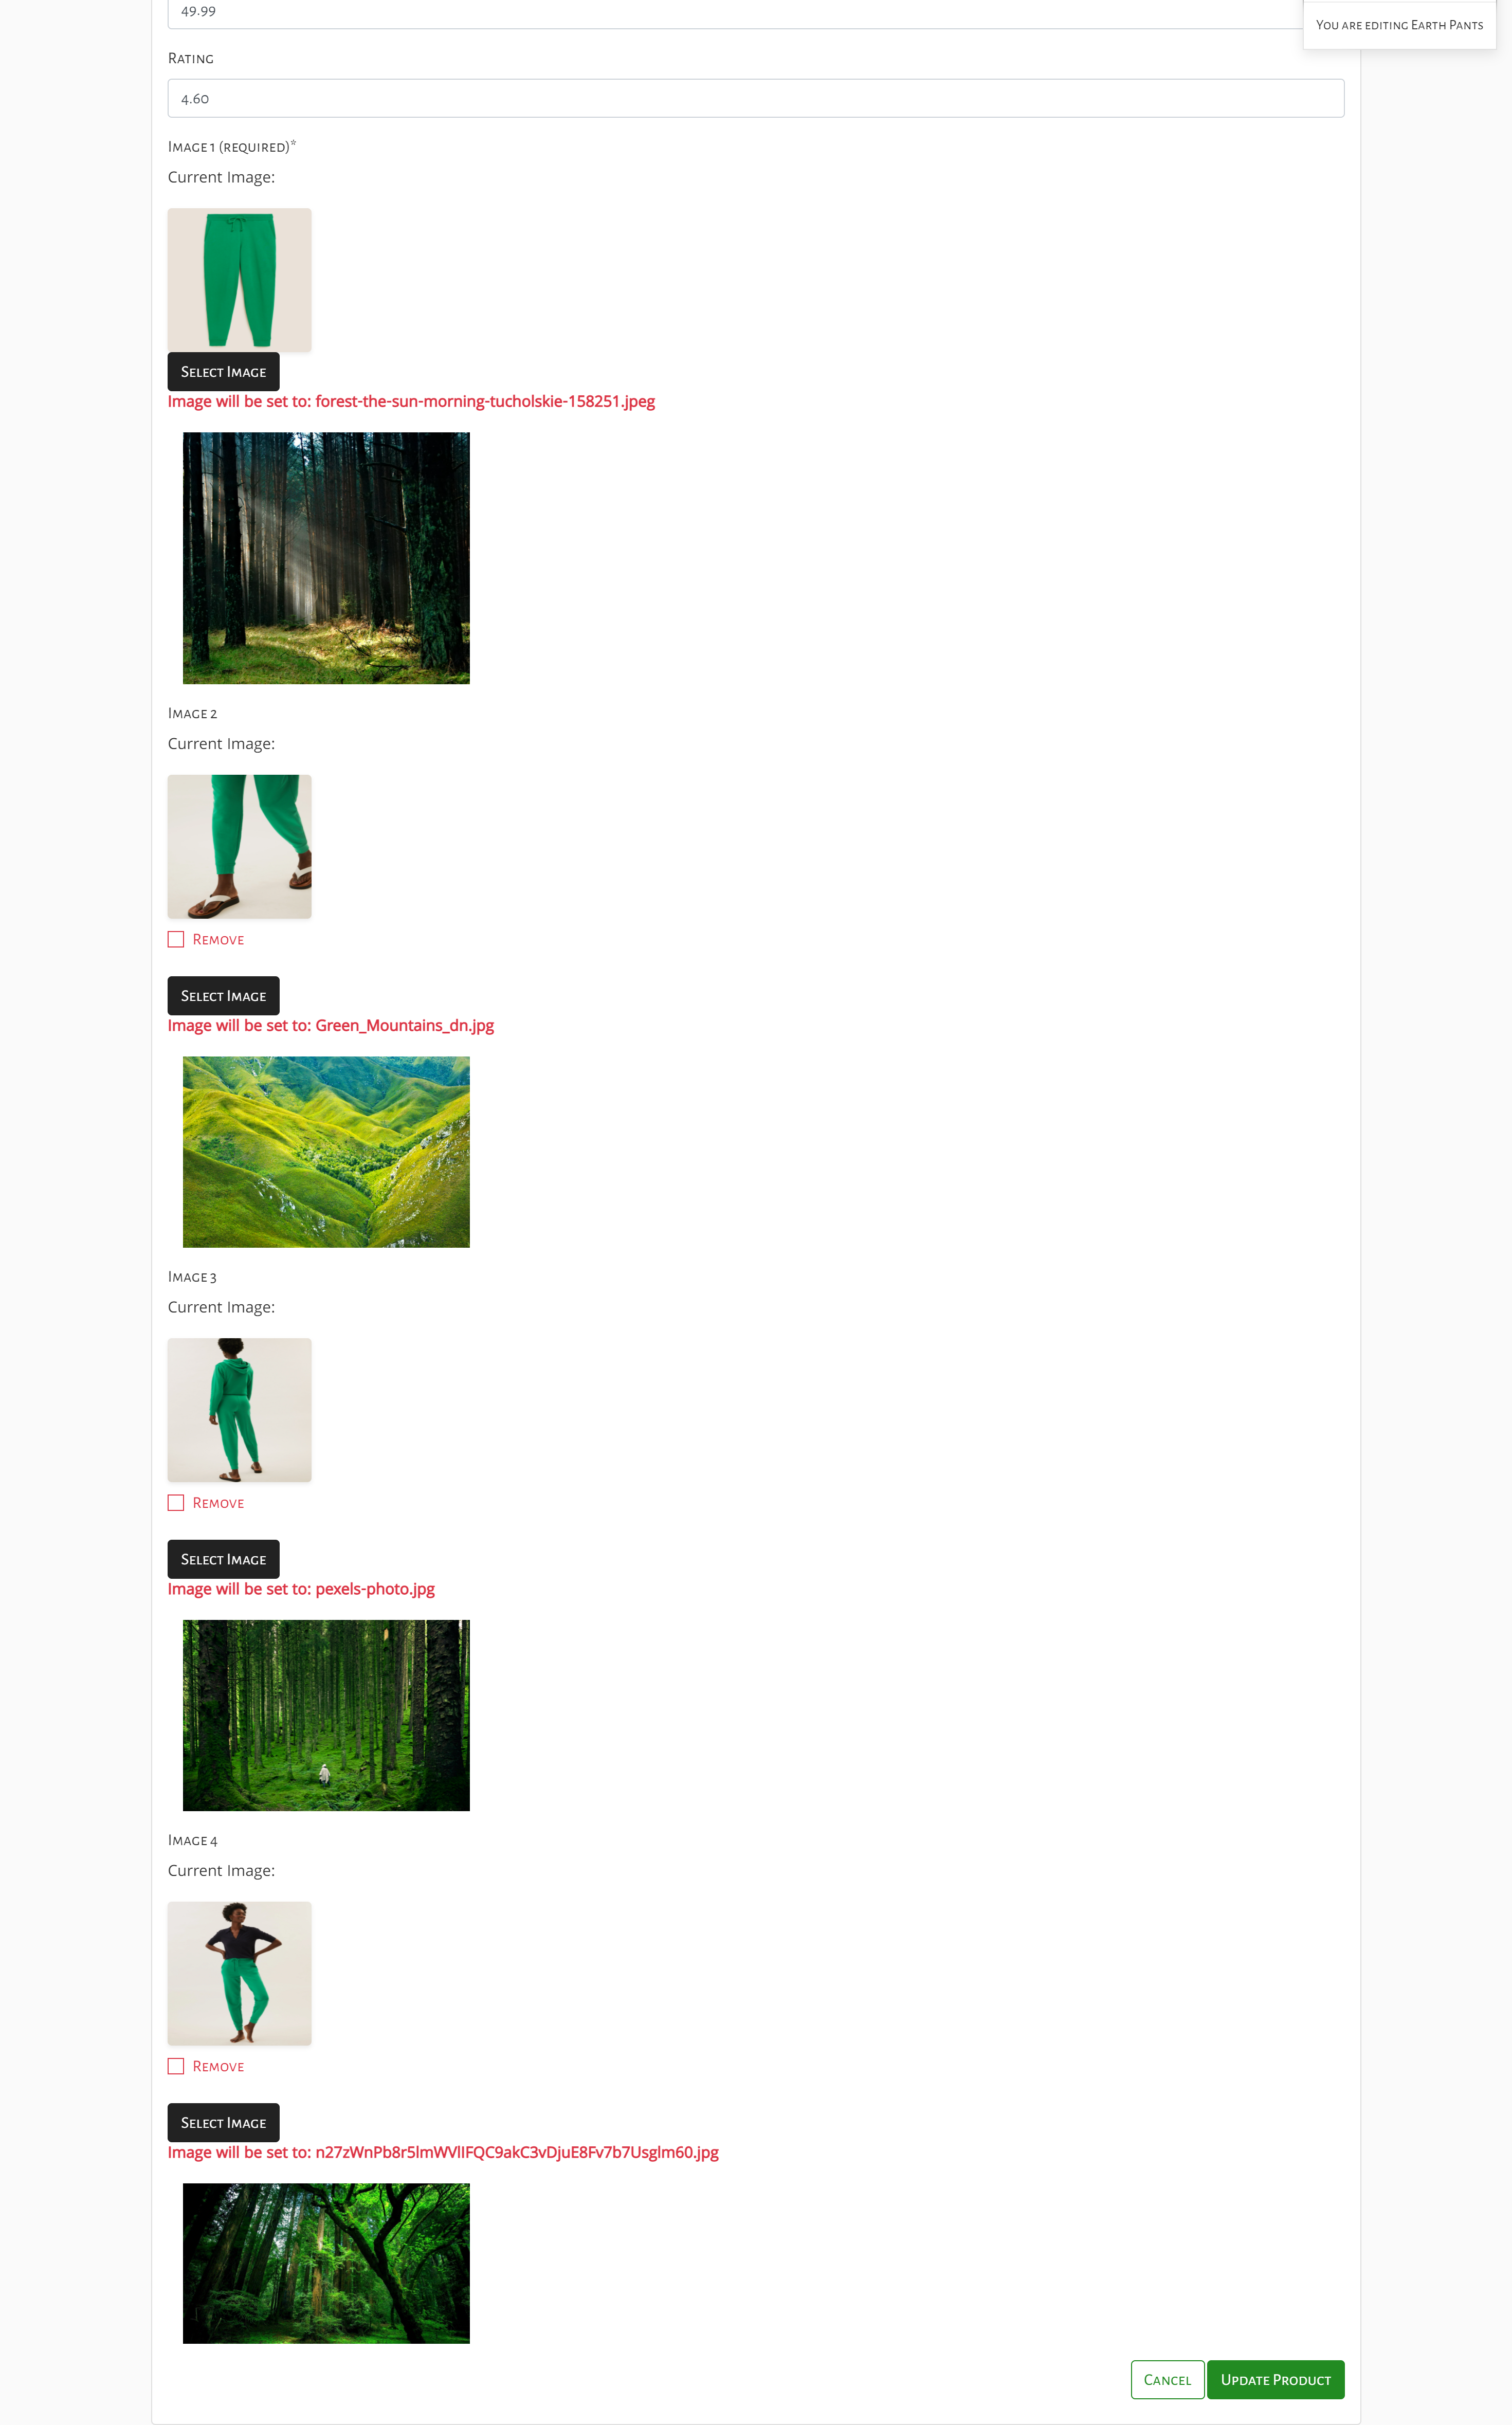 49.99
You are editing Earth Pants
Rating
4.60
Image 1 (required)*
Current Image:
Select Image
Image will be set to: forest-the-sun-morning-tucholskie-158251.jpeg
Image 2
Current Image:
Remove
Select Image
Image will be set to: Green_Mountains_dn.jpg
Image 3
Current Image:
Remove
Select Image
Image will be set to: pexels-photo.jpg
Image 4
Current Image:
Remove
Select Image
Image will be set to:
Cancel
Update Product